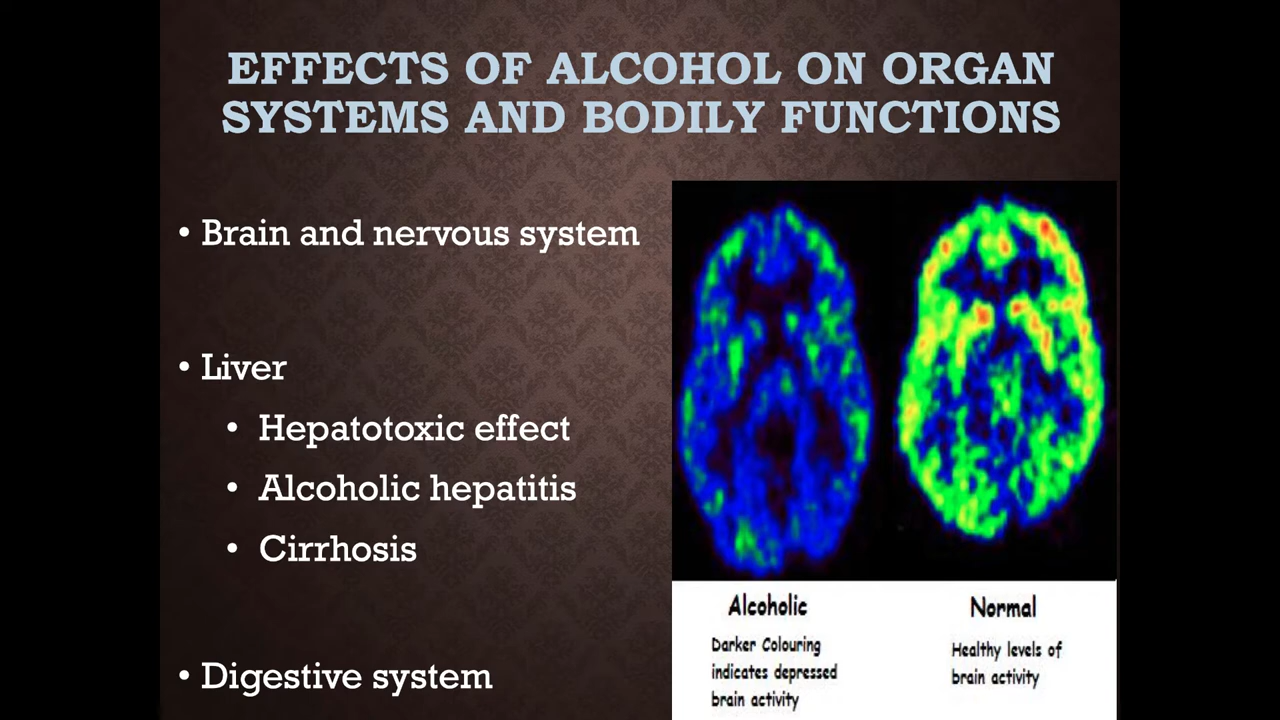 EFFECTS OF ALCOHOL ON ORGAN
SYSTEMS AND BODILY FUNCTIONS
• Brain and nervous system
• Liver
• Hepatotoxic effect
• Alcoholic hepatitis
• Cirrhosis
• Digestive system
Alcoholic
Darker Colouring
indicates depressed
brain activity
Normal
Healthy levels of
brain activity